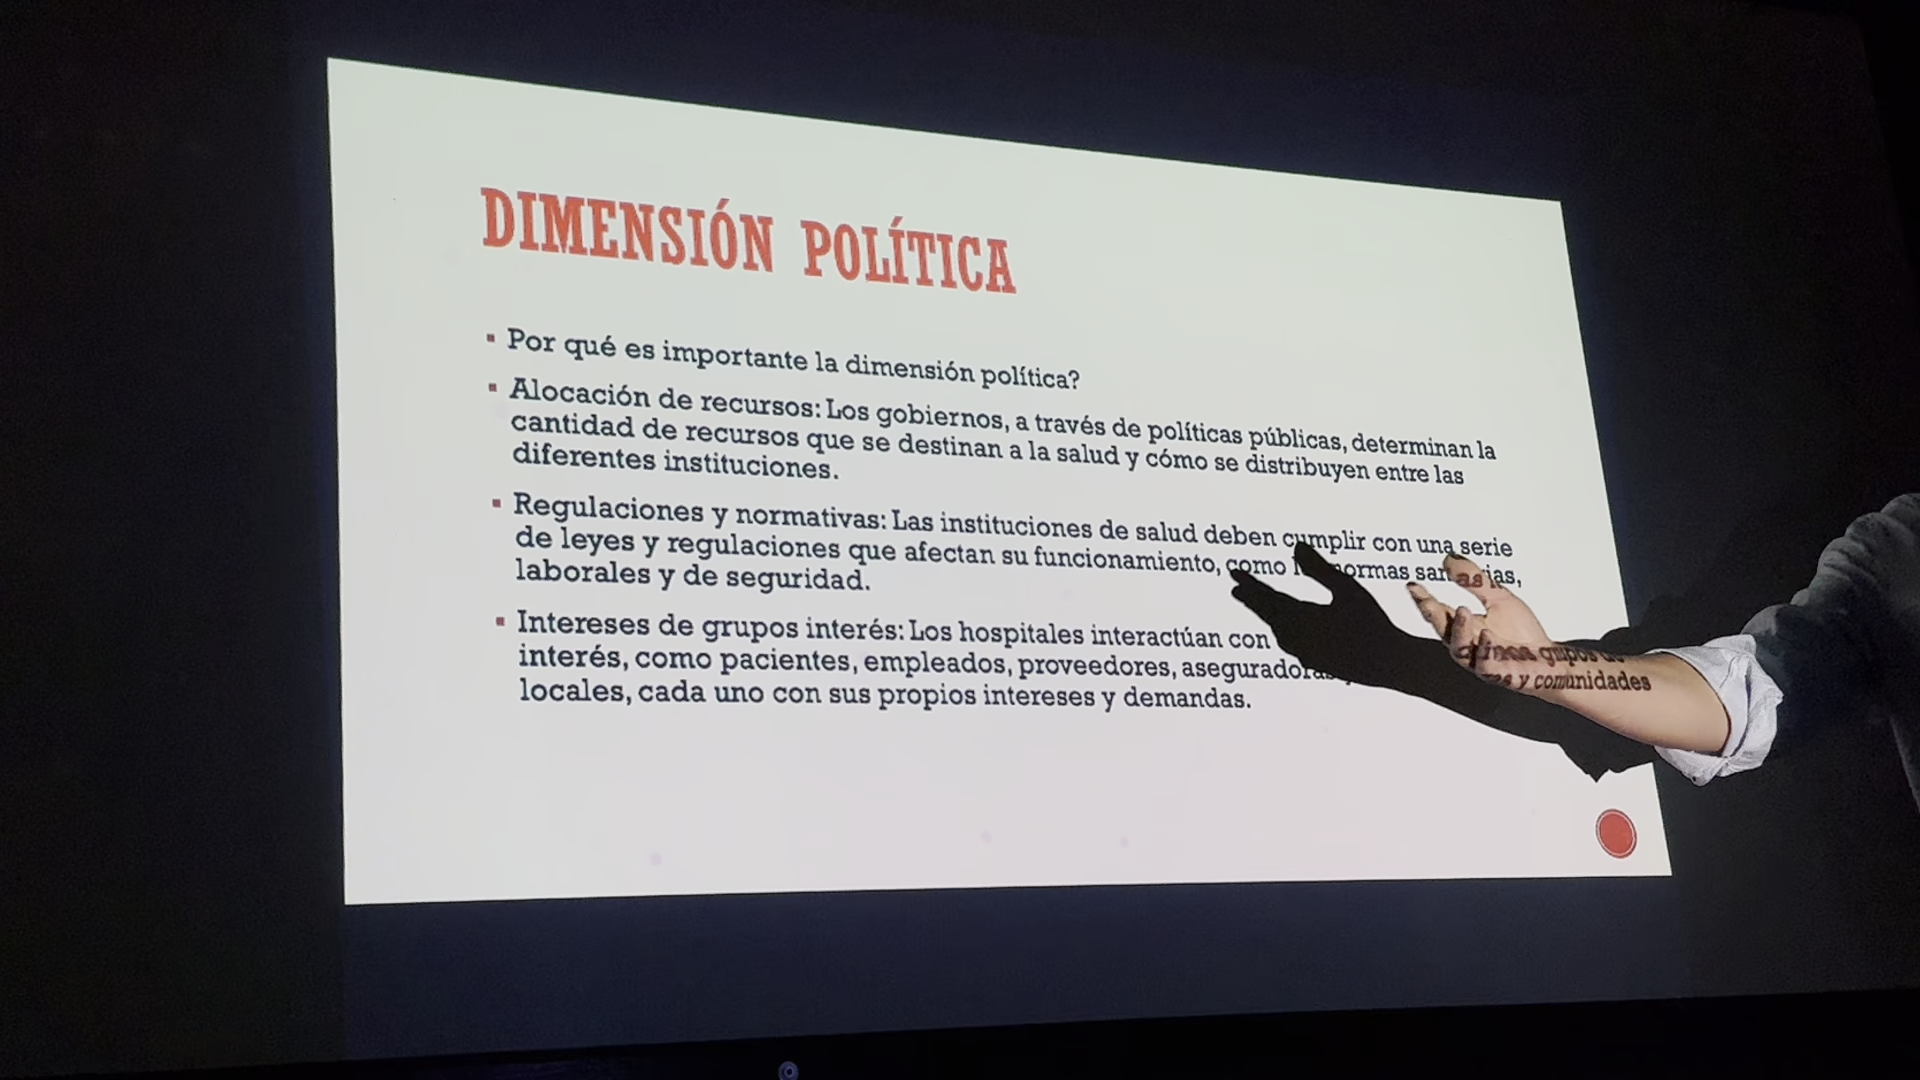 DIMENSIÓN POLÍTICA
Por qué es importante la dimensión política?
Alocación de recursos: Los gobiernos, a través de políticas públicas, determinan la
cantidad de recursos que se destinan a la salud y cómo se distribuyen entre las
diferentes instituciones.
Regulaciones y normativas: Las instituciones de salud deben cumplir con una serie
de leyes y regulaciones que afectan su funcionamiento, como
laborales y de seguridad.
Intereses de grupos interés: Los hospitales interactúan con
interés, como pacientes, empleados, proveedores, y comunidades
locales, cada uno con sus propios intereses y demandas.